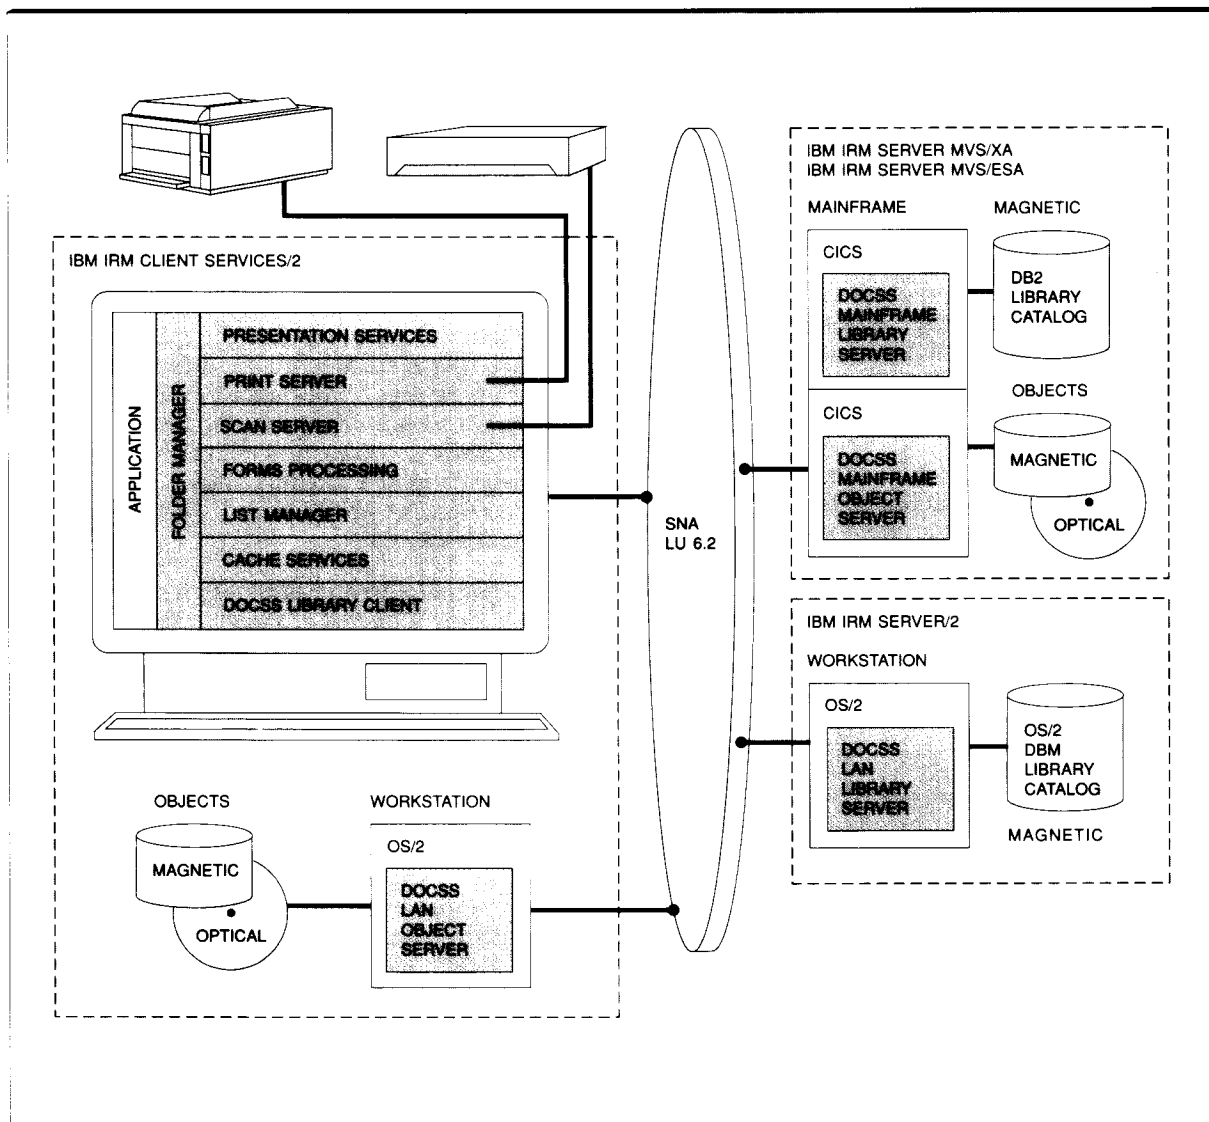 IBM IRM CLIENT SERVICES/2
APPLICATION
FOLDER MANAGER
PRESENTATION SERVICES
PRINT SERVER
SCAN SERVER
FORMS PROCESSING
LIST MANAGER
CACHE SERVICES
DOCSS LIBRARY CLIENT
OBJECTS
MAGNETIC
OPTICAL
WORKSTATION
OS/2
DOCSS
LAN
OBJECT
SERVER
SNA
LU 6.2
IBM IRM SERVER MVS/XA
IBM IRM SERVER MVS/ESA
MAINFRAME
CICS
DOCSS
MAINFRAME
LIBRARY
SERVER
MAGNETIC
DB2
LIBRARY
CATALOG
CICS
DOCSS
MAINFRAME
OBJECT
SERVER
OBJECTS
MAGNETIC
OPTICAL
IBM IRM SERVER/2
WORKSTATION
OS/2
DOCSS
LAN
LIBRARY
SERVER
OS/2
DBM
LIBRARY
CATALOG
MAGNETIC